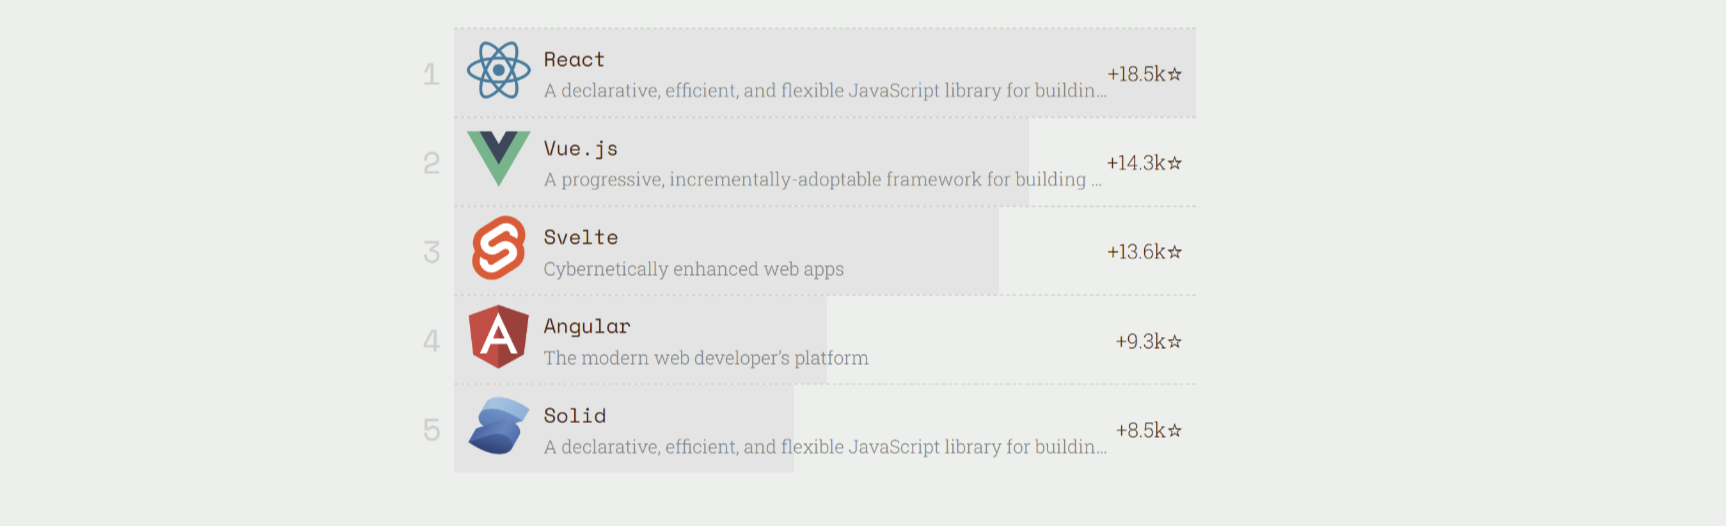 1
React
A declarative, efficient, and flexible JavaScript library for buildin...
+18.5k☆
2
Vue.js
A progressive, incrementally-adoptable framework for building ...
+14.3k☆
3
Svelte
Cybernetically enhanced web apps
+13.6k☆
4
Angular
The modern web developer's platform
+9.3k☆
5
Solid
A declarative, efficient, and flexible JavaScript library for buildin...
+8.5k☆